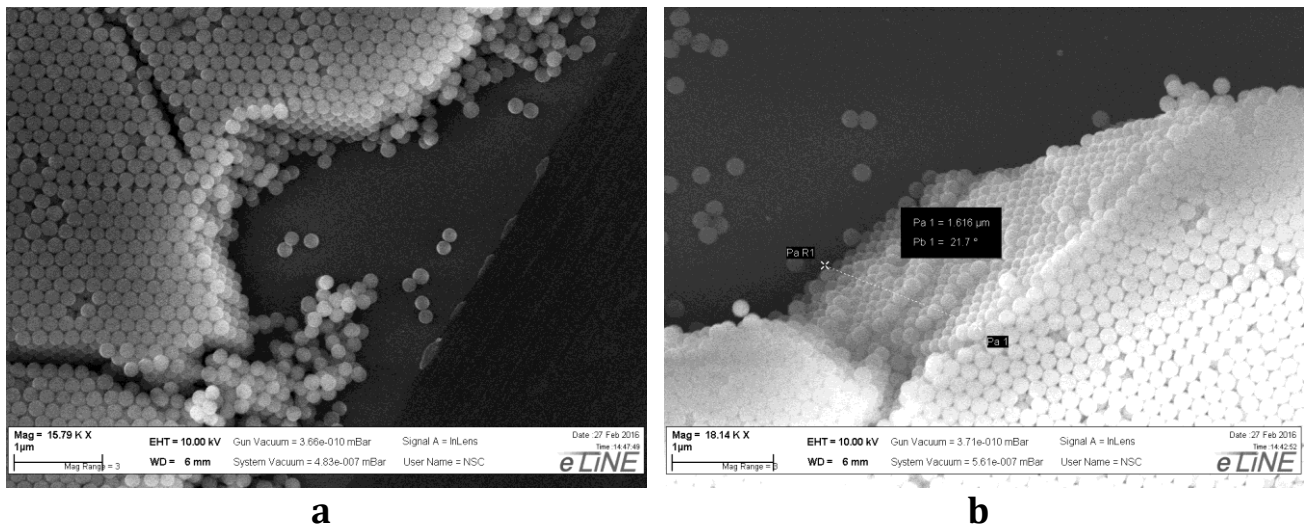 Mag = 15.79 K X
1µm
Mag Range = 3
EHT = 10.00 kV
WD = 6 mm
Gun Vacuum = 3.66e-010 mBar
System Vacuum = 4.83e-007 mBar
Signal A = InLens
User Name = NSC
Date :27 Feb 2016
Time :14:47:49
eLiNE
a
Pa 1 = 1.616 µm
Pb 1 = 21.7 °
Pa R1
Pa 1
Mag = 18.14 K X
1µm
Mag Range = 3
EHT = 10.00 kV
WD = 6 mm
Gun Vacuum = 3.71e-010 mBar
System Vacuum = 5.61e-007 mBar
Signal A = InLens
User Name = NSC
Date :27 Feb 2016
Time :14:42:52
eLiNE
b